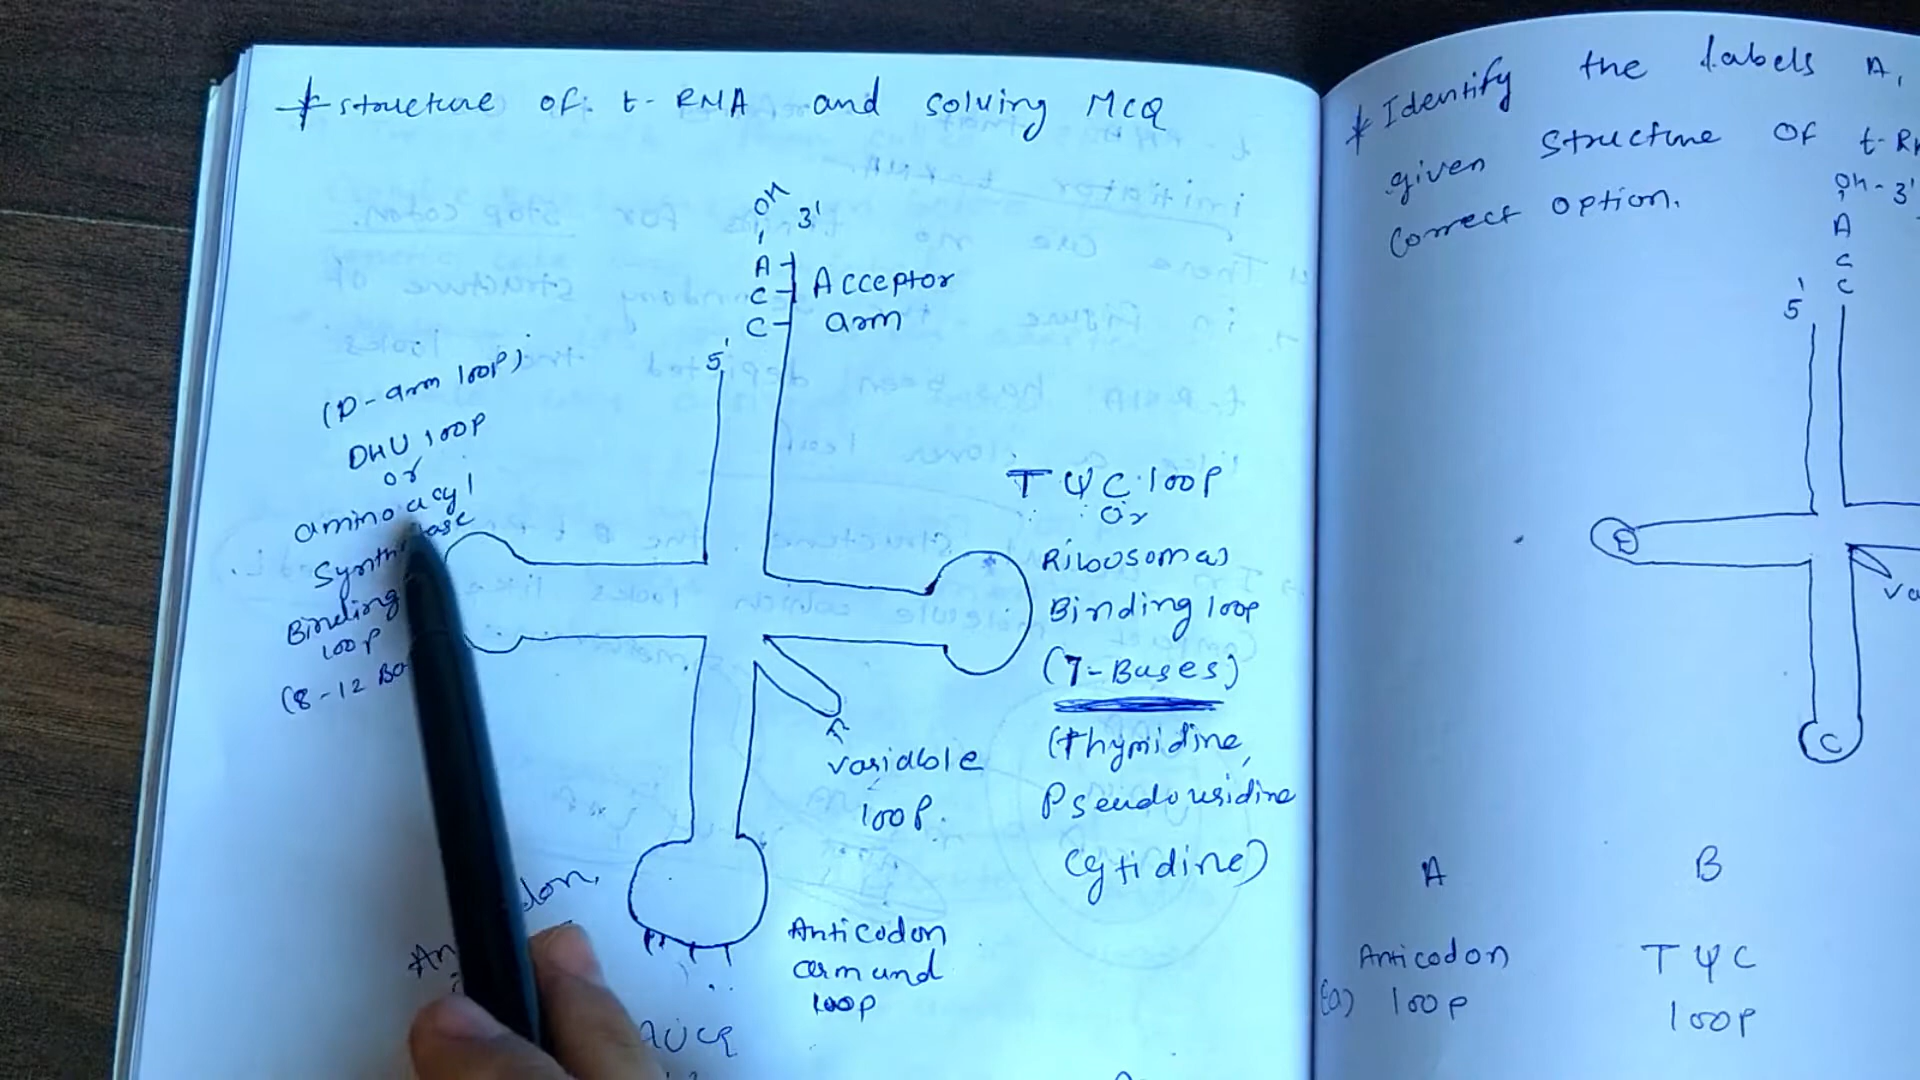 * structure of t-RNA and solving MCQ
OH 3'
A
C Acceptor
C arm
5'
(D-arm loop)
DHU loop
or
aminoacyl
Binding
loop
(8-12
TΨC loop
Or
Ribosomal
Binding loop
(7-Bases)
(Thymidine,
Pseudouridine
Cytidine)
variable
loop.
Anticodon
arm and
loop
* Identify the labels A,
given structure of
correct option.
OH-3'
A
C
C
5'
C
A B
Anticodon TΨC
(a) loop loop